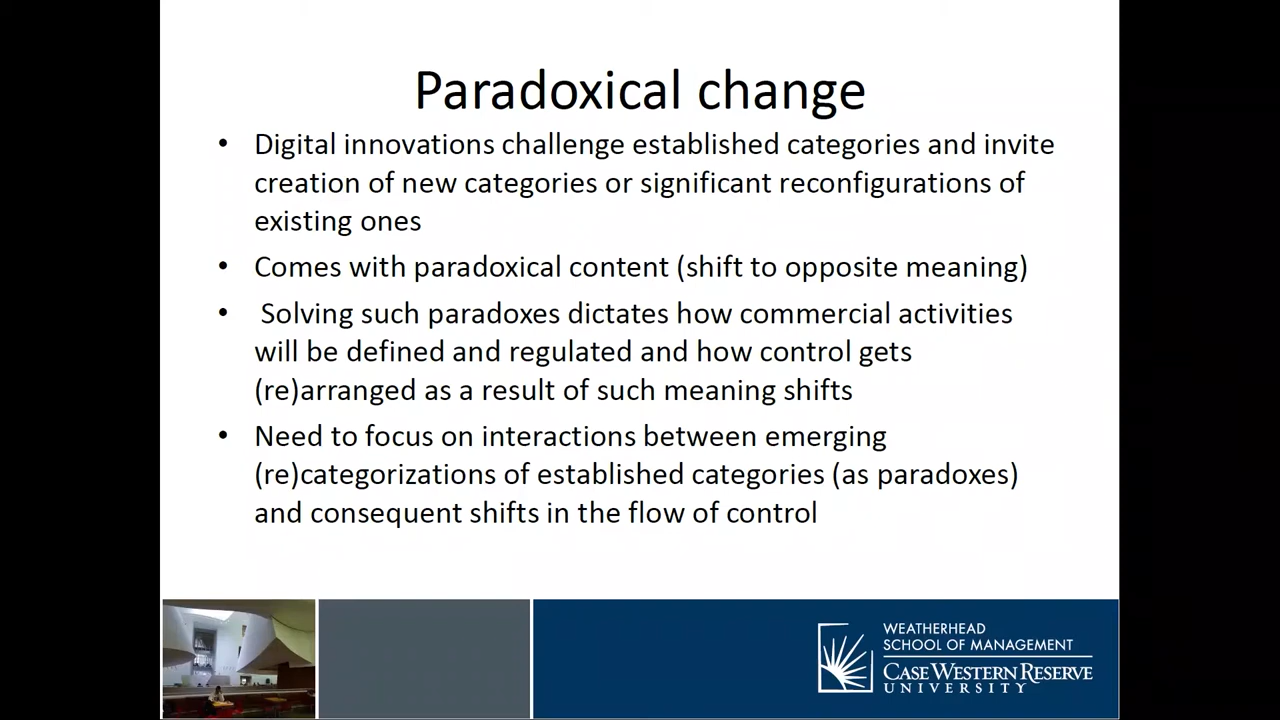 Paradoxical change
• Digital innovations challenge established categories and invite
creation of new categories or significant reconfigurations of
existing ones
• Comes with paradoxical content (shift to opposite meaning)
• Solving such paradoxes dictates how commercial activities
will be defined and regulated and how control gets
(re)arranged as a result of such meaning shifts
• Need to focus on interactions between emerging
(re)categorizations of established categories (as paradoxes)
and consequent shifts in the flow of control
WEATHERHEAD
SCHOOL OF MANAGEMENT
CASE WESTERN RESERVE
UNIVERSITY